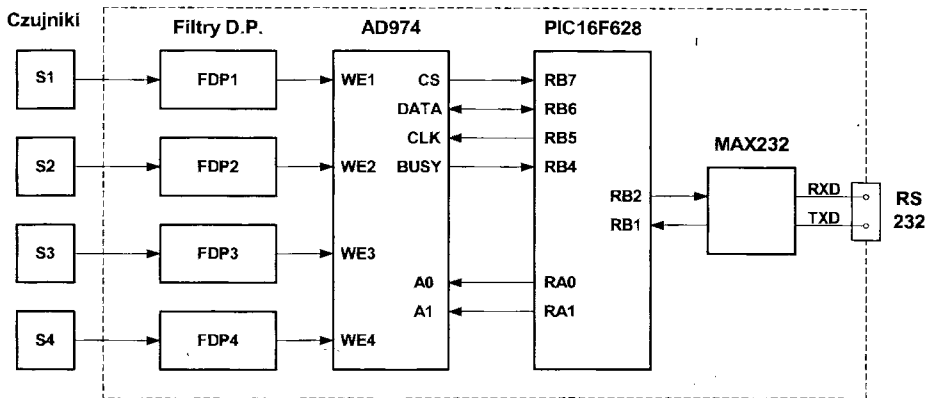 Czujniki
Filtry D.P.
AD974
PIC16F628
S1
FDP1
WE1
CS
RB7
DATA
RB6
CLK
RB5
S2
FDP2
WE2
BUSY
RB4
MAX232
RB2
RXD
RS
232
RB1
TXD
S3
FDP3
WE3
A0
RA0
A1
RA1
S4
FDP4
WE4